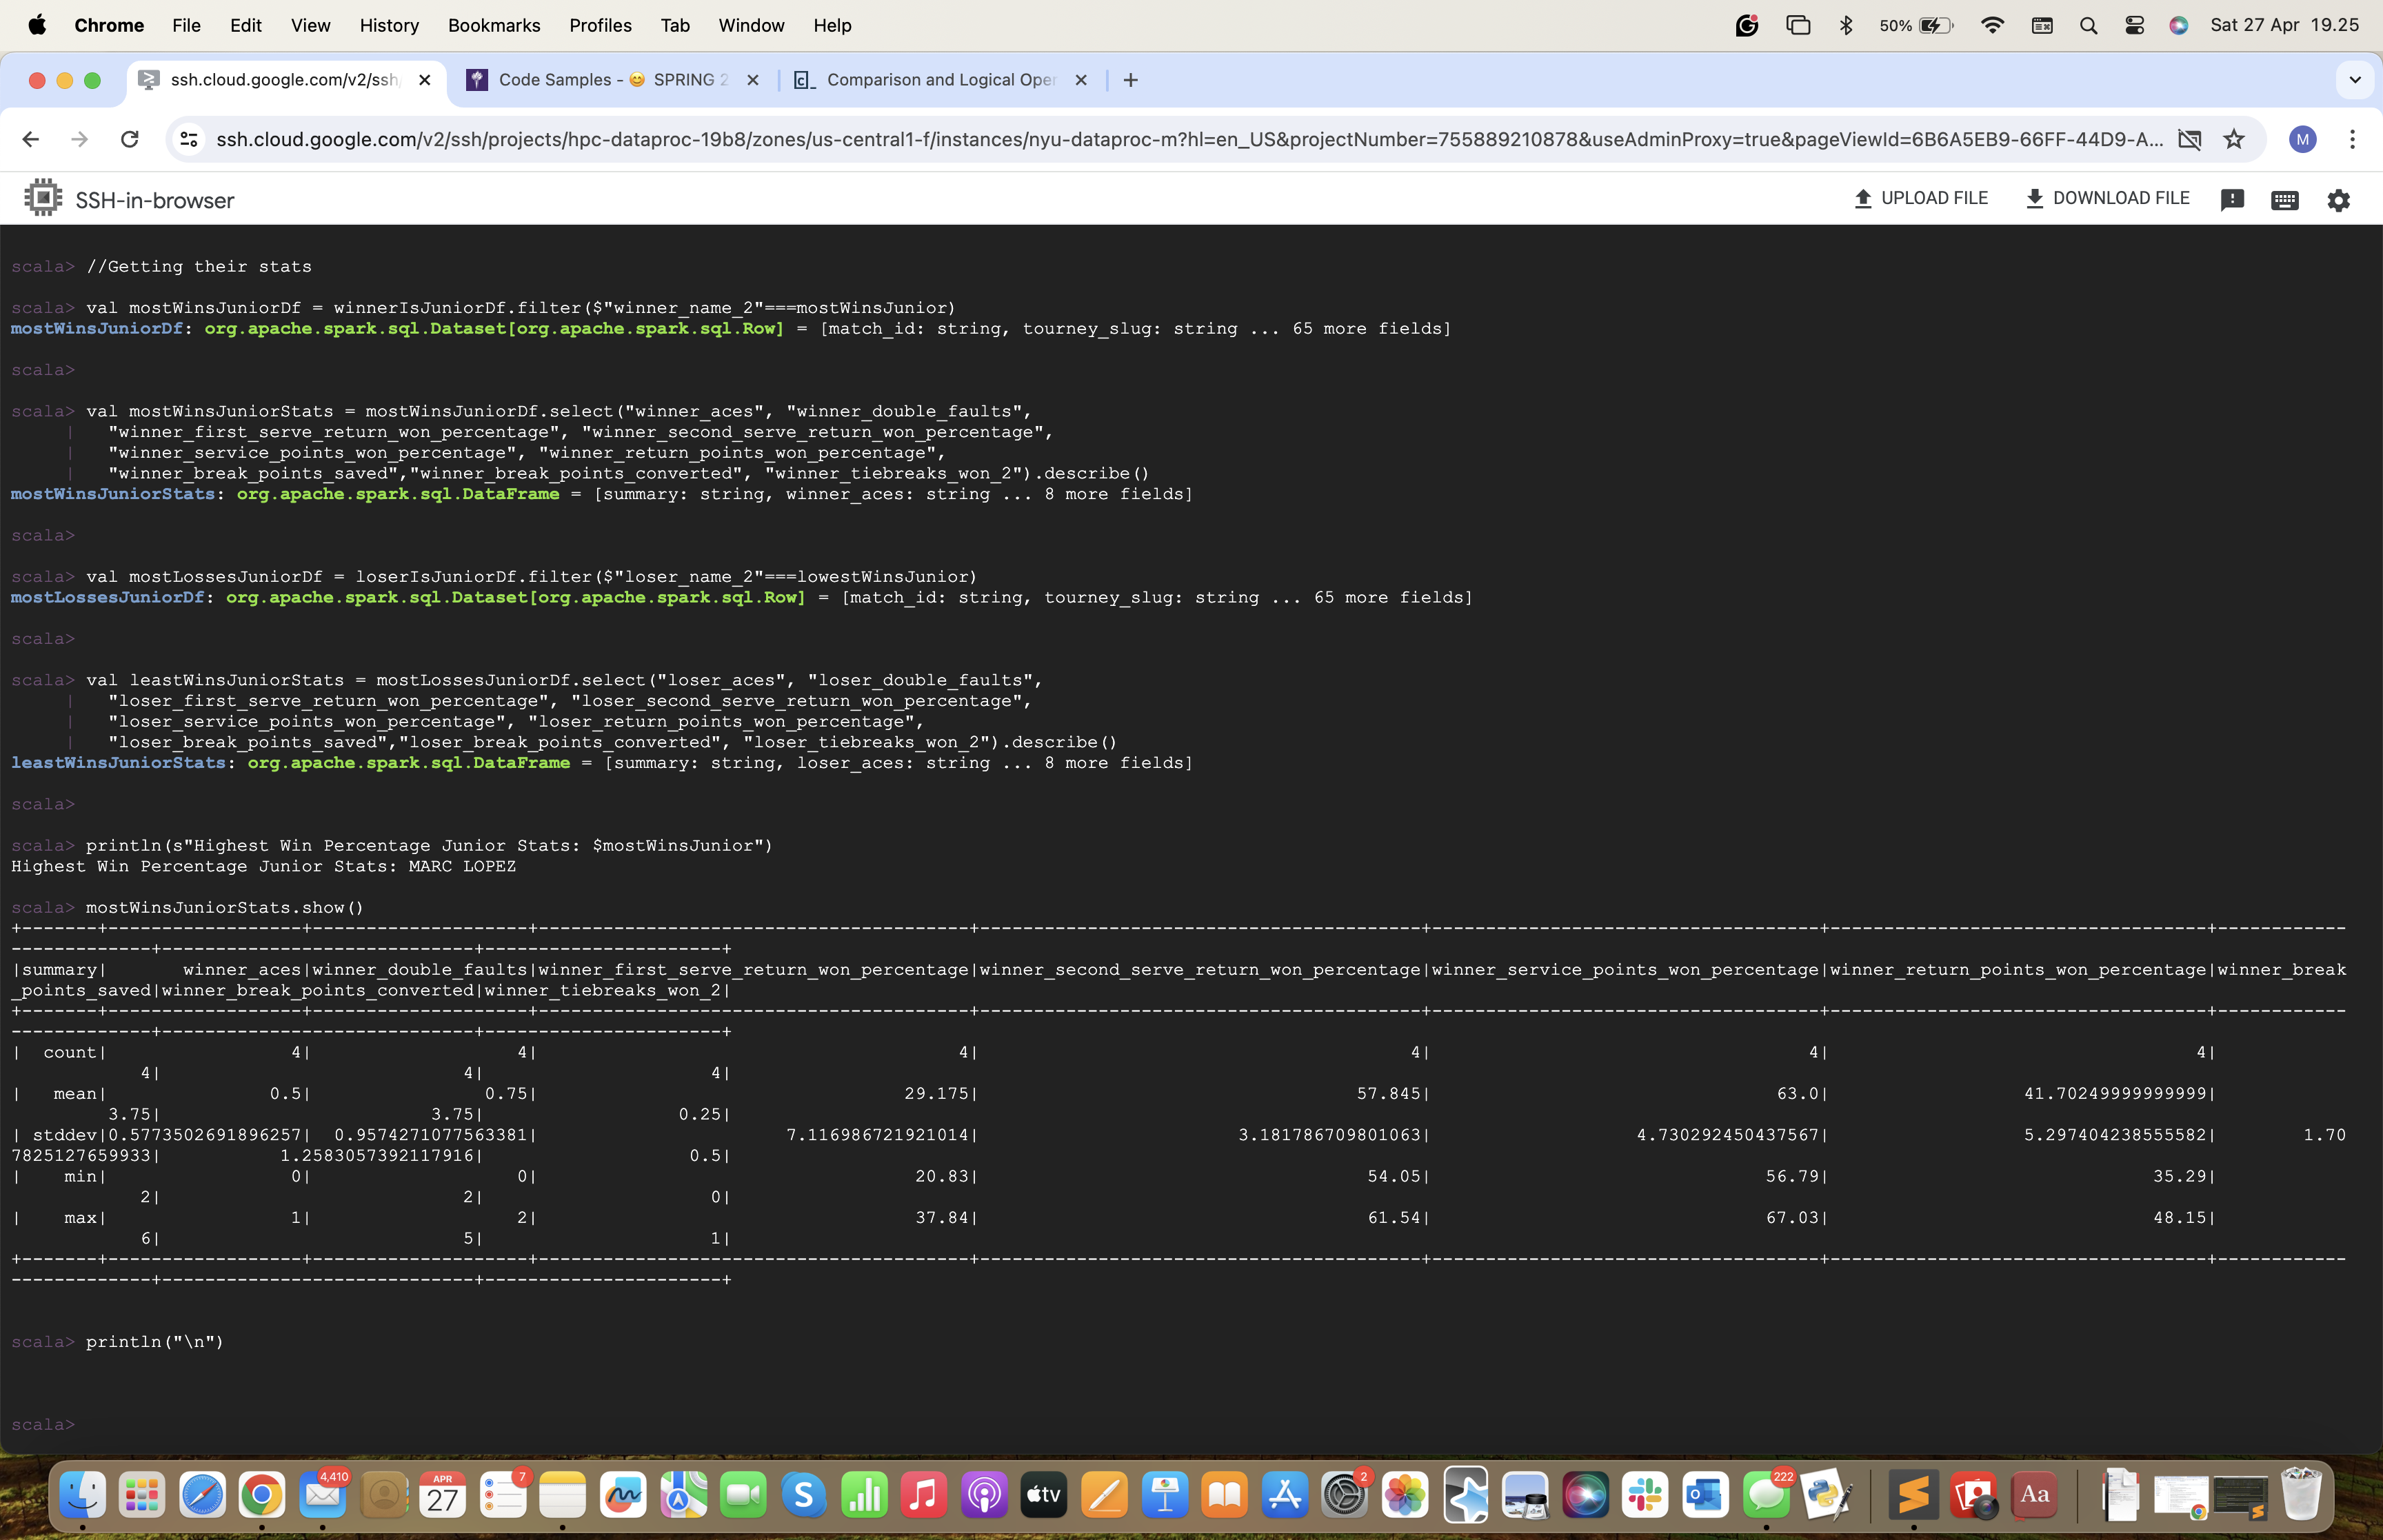 Chrome File Edit View History Bookmarks Profiles Tab Window Help 50% Sat 27 Apr 19.25
ssh.cloud.google.com/v2/ssh/ Code Samples - 😊 SPRING 2 Comparison and Logical Oper
ssh.cloud.google.com/v2/ssh/projects/hpc-dataproc-19b8/zones/us-central1-f/instances/nyu-dataproc-m?hl=en_US&projectNumber=755889210878&useAdminProxy=true&pageViewId=6B6A5EB9-66FF-44D9-A... M
SSH-in-browser UPLOAD FILE DOWNLOAD FILE
scala> //Getting their stats
scala> val mostWinsJuniorDf = winnerIsJuniorDf.filter($"winner_name_2"===mostWinsJunior)
mostWinsJuniorDf: org.apache.spark.sql.Dataset[org.apache.spark.sql.Row] = [match_id: string, tourney_slug: string ... 65 more fields]
scala>
scala> val mostWinsJuniorStats = mostWinsJuniorDf.select("winner_aces", "winner_double_faults",
| "winner_first_serve_return_won_percentage", "winner_second_serve_return_won_percentage",
| "winner_service_points_won_percentage", "winner_return_points_won_percentage",
| "winner_break_points_saved","winner_break_points_converted", "winner_tiebreaks_won_2").describe()
mostWinsJuniorStats: org.apache.spark.sql.DataFrame = [summary: string, winner_aces: string ... 8 more fields]
scala>
scala> val mostLossesJuniorDf = loserIsJuniorDf.filter($"loser_name_2"===lowestWinsJunior)
mostLossesJuniorDf: org.apache.spark.sql.Dataset[org.apache.spark.sql.Row] = [match_id: string, tourney_slug: string ... 65 more fields]
scala>
scala> val leastWinsJuniorStats = mostLossesJuniorDf.select("loser_aces", "loser_double_faults",
| "loser_first_serve_return_won_percentage", "loser_second_serve_return_won_percentage",
| "loser_service_points_won_percentage", "loser_return_points_won_percentage",
| "loser_break_points_saved","loser_break_points_converted", "loser_tiebreaks_won_2").describe()
leastWinsJuniorStats: org.apache.spark.sql.DataFrame = [summary: string, loser_aces: string ... 8 more fields]
scala>
scala> println(s"Highest Win Percentage Junior Stats: $mostWinsJunior")
Highest Win Percentage Junior Stats: MARC LOPEZ
scala> mostWinsJuniorStats.show()
|summary| winner_aces|winner_double_faults|winner_first_serve_return_won_percentage|winner_second_serve_return_won_percentage|winner_service_points_won_percentage|winner_return_points_won_percentage|winner_break
_points_saved|winner_break_points_converted|winner_tiebreaks_won_2|
| count| 4| 4| 4| 4| 4| 4|
4| 4| 4|
| mean| 0.5| 0.75| 29.175| 57.845| 63.0| 41.70249999999999|
3.75| 3.75| 0.25|
| stddev|0.5773502691896257| 0.9574271077563381| 7.116986721921014| 3.181786709801063| 4.730292450437567| 5.297404238555582| 1.70
7825127659933| 1.2583057392117916| 0.5|
| min| 0| 0| 20.83| 54.05| 56.79| 35.29|
2| 2| 0|
| max| 1| 2| 37.84| 61.54| 67.03| 48.15|
6| 5| 1|
scala> println("\n")
scala>
4,410 APR 27 7 S tv 2 222 Aa